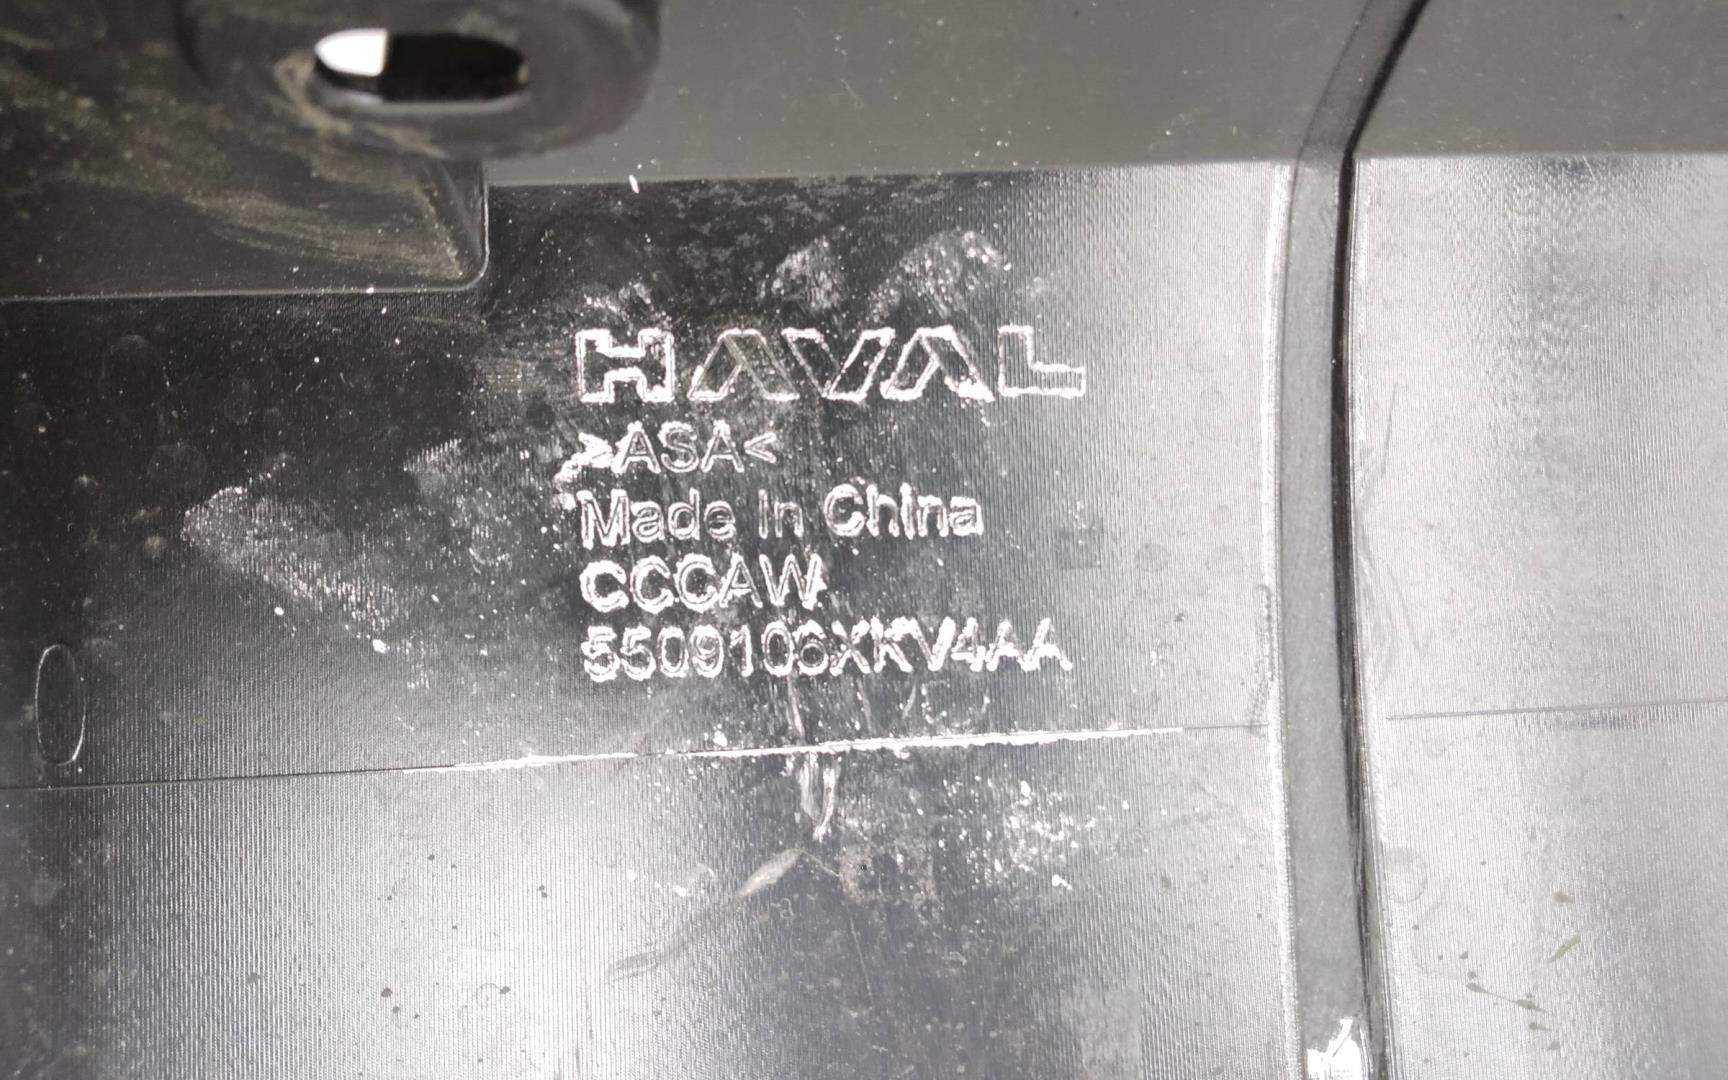 HAVAL
>ASA<
Made In China
CCCAW
5509106XKV4AA